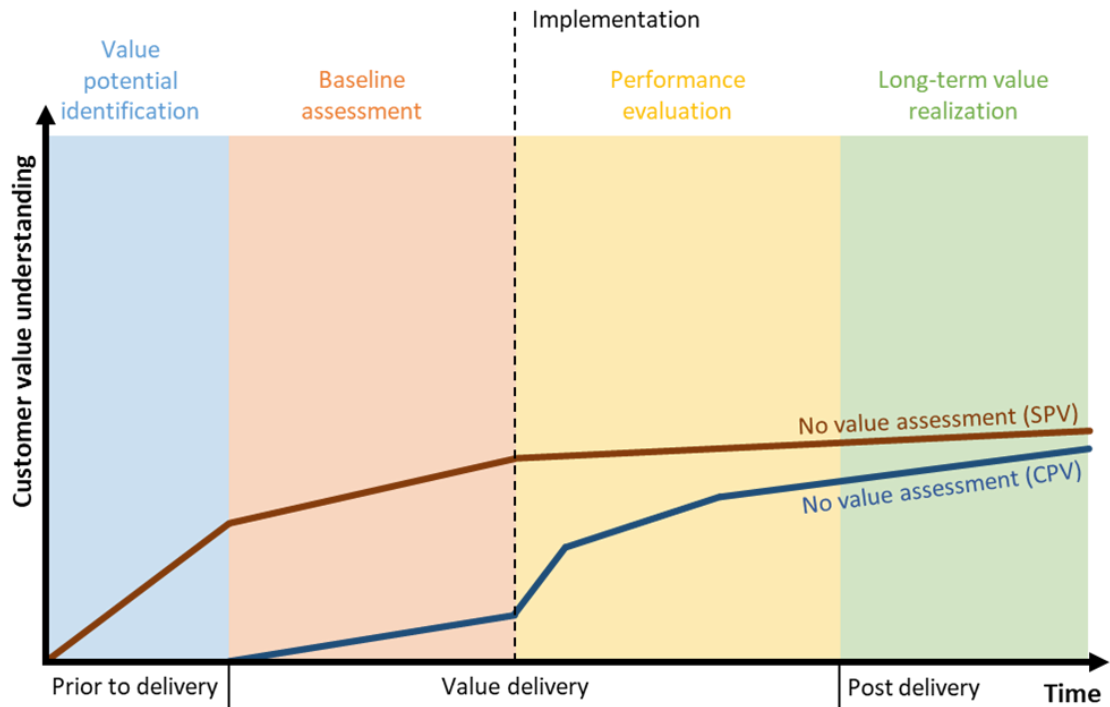 Implementation
Value
potential
identification
Baseline
assessment
Performance
evaluation
Long-term value
realization
Customer value understanding
No value assessment (SPV)
No value assessment (CPV)
Prior to delivery
Value delivery
Post delivery
Time